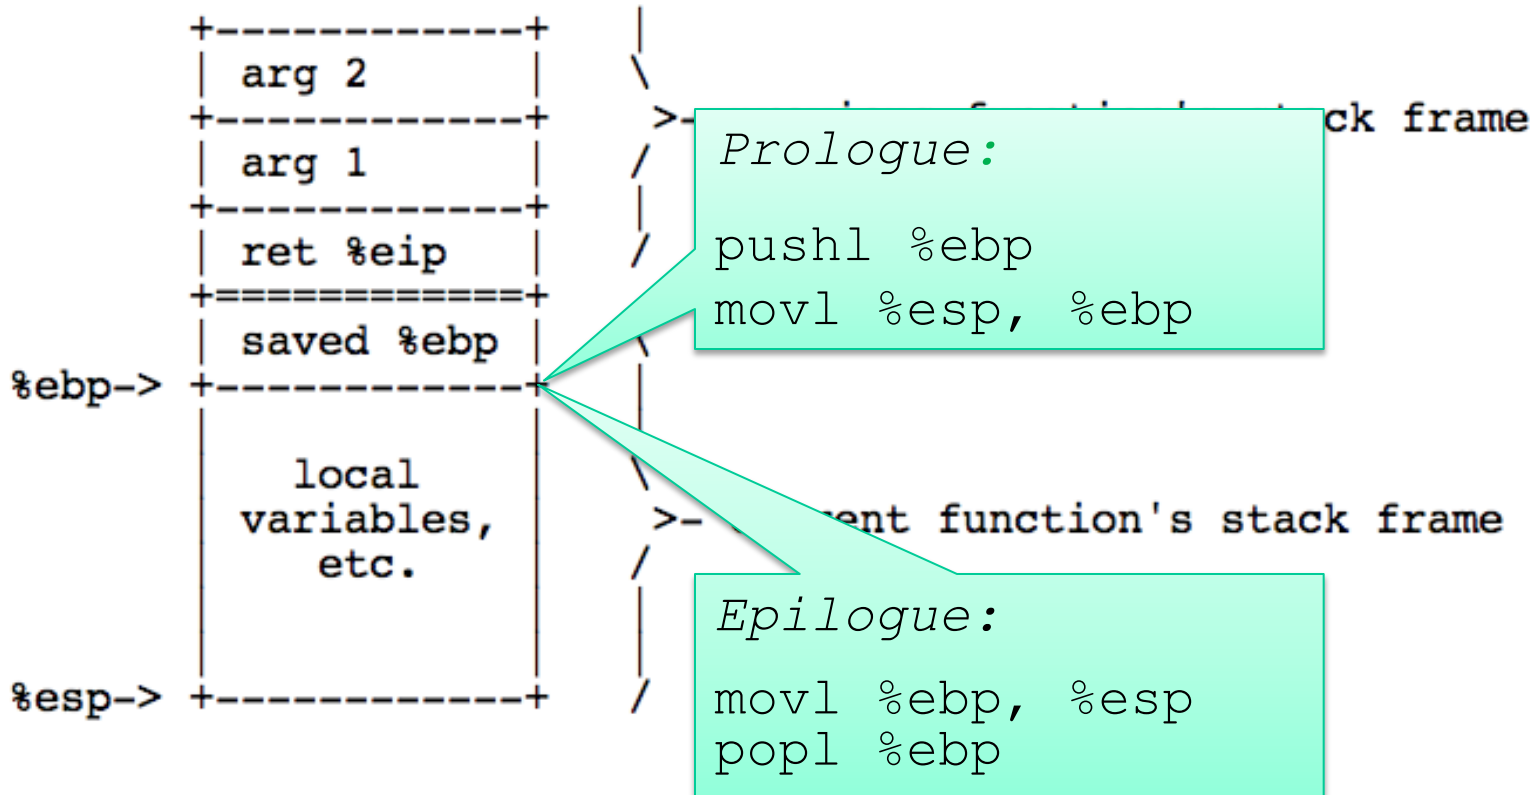 arg 2
ck frame
arg 1
ret %eip
saved %ebp
%ebp->
local
variables,
etc.
function's stack frame
%esp->
Prologue:
pushl %ebp
movl %esp, %ebp
Epilogue:
movl %ebp, %esp
popl %ebp